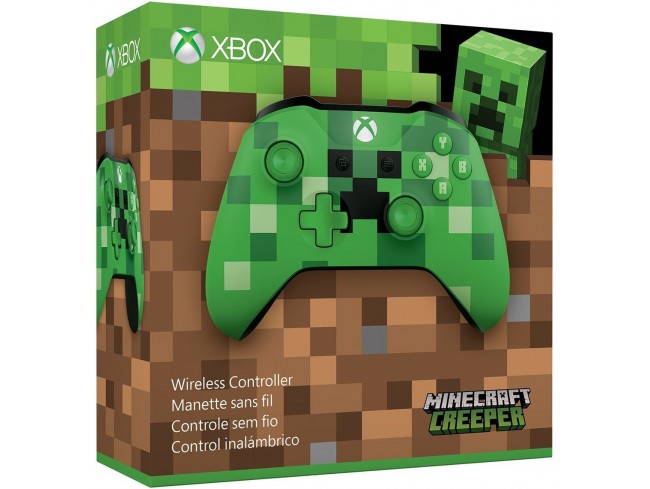 XBOX
XBOX
Y
X
B
A
Wireless Controller
Manette sans fil
Controle sem fio
Control inalámbrico
MINECRAFT
CREEPER